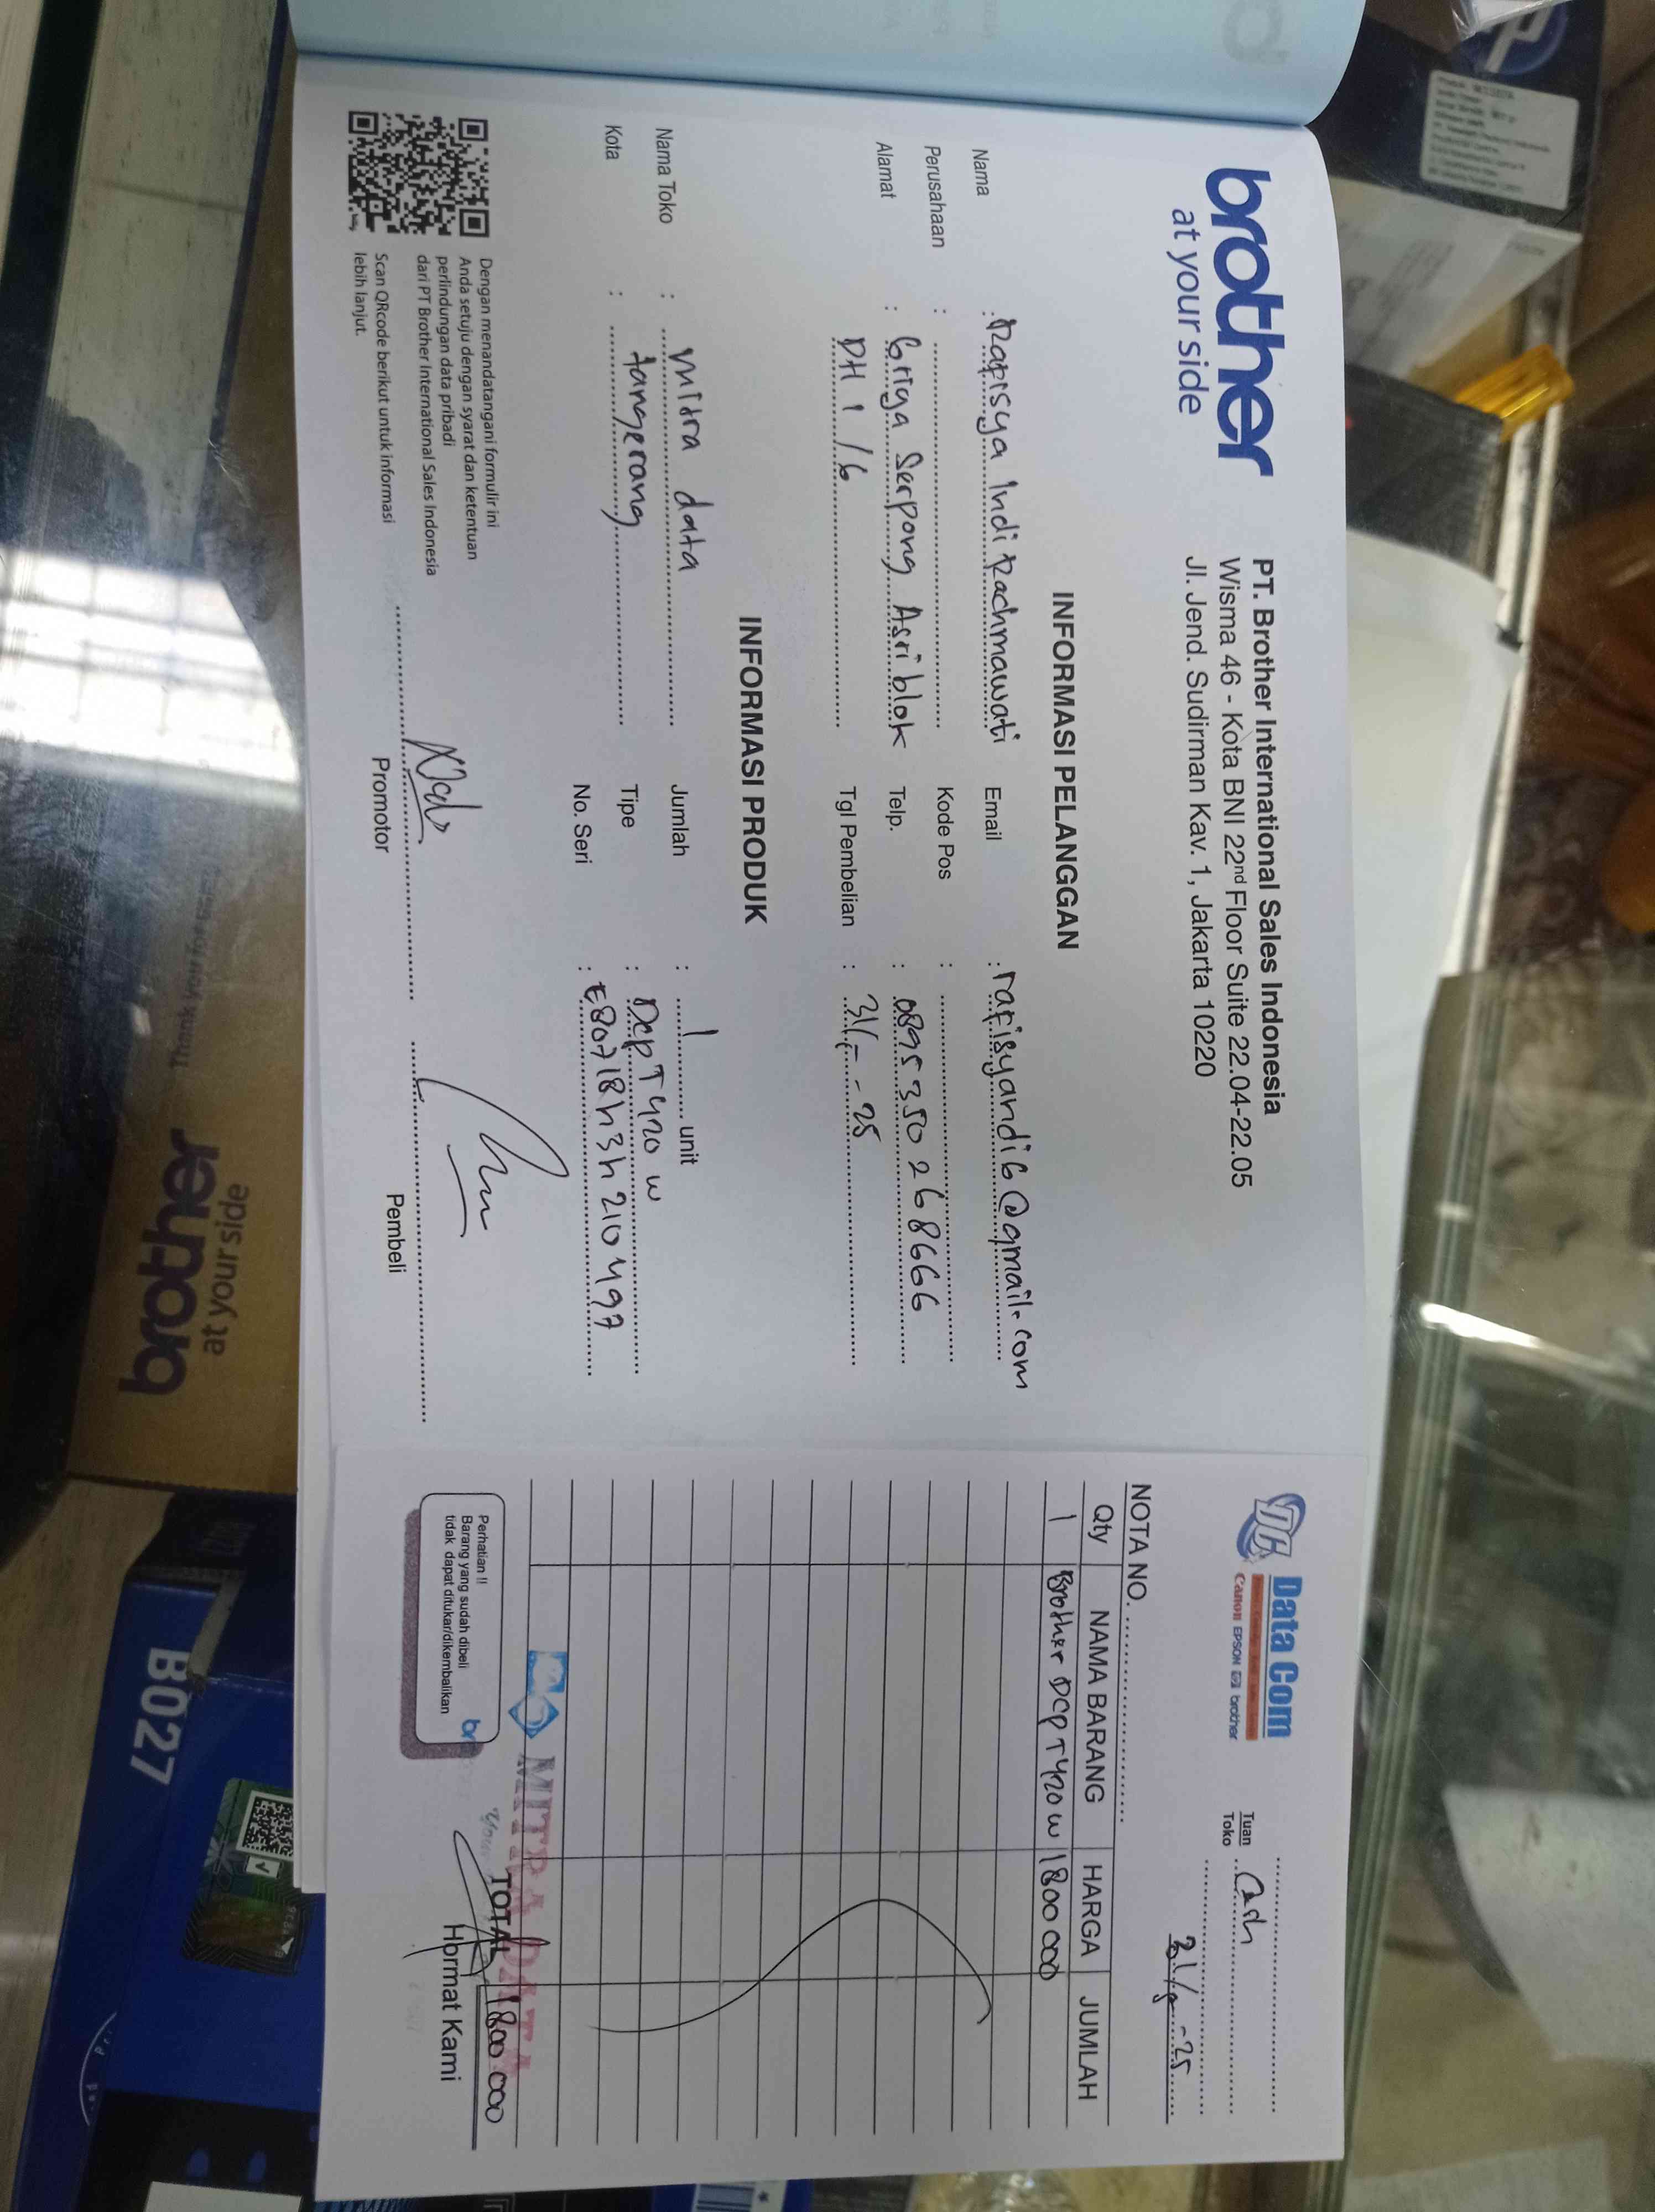 brother
at your side
PT. Brother International Sales Indonesia
Wisma 46 - Kota BNI 22nd Floor Suite 22.04-22.05
Jl. Jend. Sudirman Kav. 1, Jakarta 10220
INFORMASI PELANGGAN
Nama : Rapisya Indi Rachmawati
Email : rapisyandi6@gmail.com
Perusahaan :
Kode Pos :
Alamat : Griya Serpong Asri blok
DH 1 / 6
Telp. : 0895 350 268666
Tgl Pembelian : 31/ - 25
INFORMASI PRODUK
Nama Toko : mitra data
Jumlah : 1 unit
Kota : tangerang
Tipe : DCP T420 w
No. Seri : E80718h3h210497
Dengan menandatangani formulir ini
Anda setuju dengan syarat dan ketentuan
perlindungan data pribadi
dari PT Brother International Sales Indonesia
Scan QRcode berikut untuk informasi
lebih lanjut.
Promotor
Pembeli
DC Data Com
Canon EPSON hp brother
Tuan
Toko
Cash
31/8 - 25
NOTA NO.
Qty NAMA BARANG HARGA JUMLAH
1 Brother DCP T420 w 1800 000
MITRA DATA
TOTAL 1800 000
Perhatian !!
Barang yang sudah dibeli
tidak dapat ditukar/dikembalikan
Hormat Kami
brother
at your side
B027